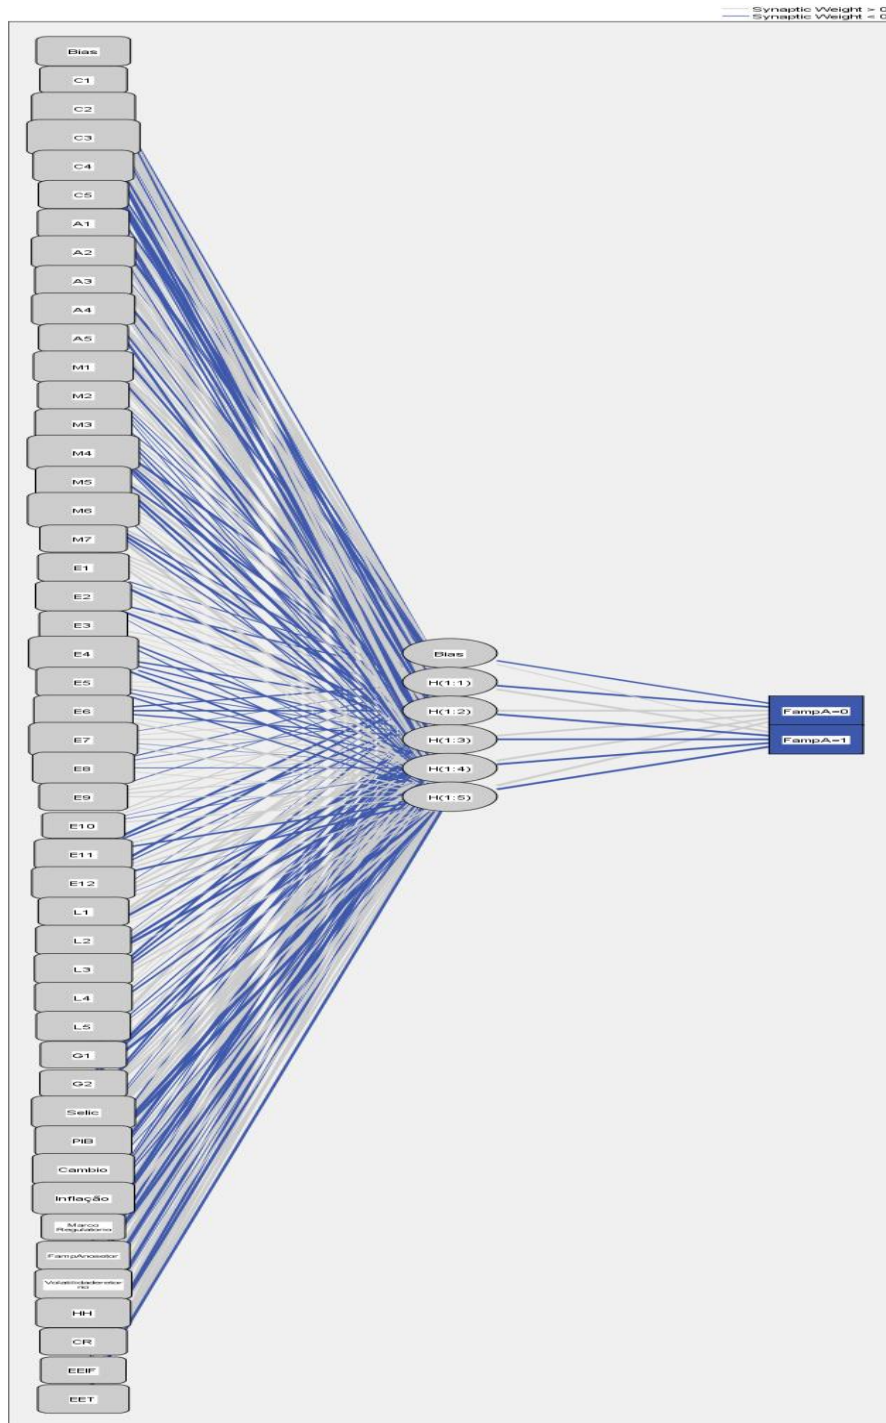 Synaptic Weight > 0
Synaptic Weight < 0
Bias
C1
C2
C3
C4
C5
A1
A2
A3
A4
A5
M1
M2
M3
M4
M5
M6
M7
E1
E2
E3
E4
E5
E6
E7
E8
E9
E10
E11
E12
L1
L2
L3
L4
L5
G1
G2
Selic
PIB
Cambio
Inflação
Marco
Regulatorio
FampAnosetor
Volatilidadereto
rno
HH
CR
EEIF
EET
Bias
H(1:1)
H(1:2)
H(1:3)
H(1:4)
H(1:5)
FampA=0
FampA=1